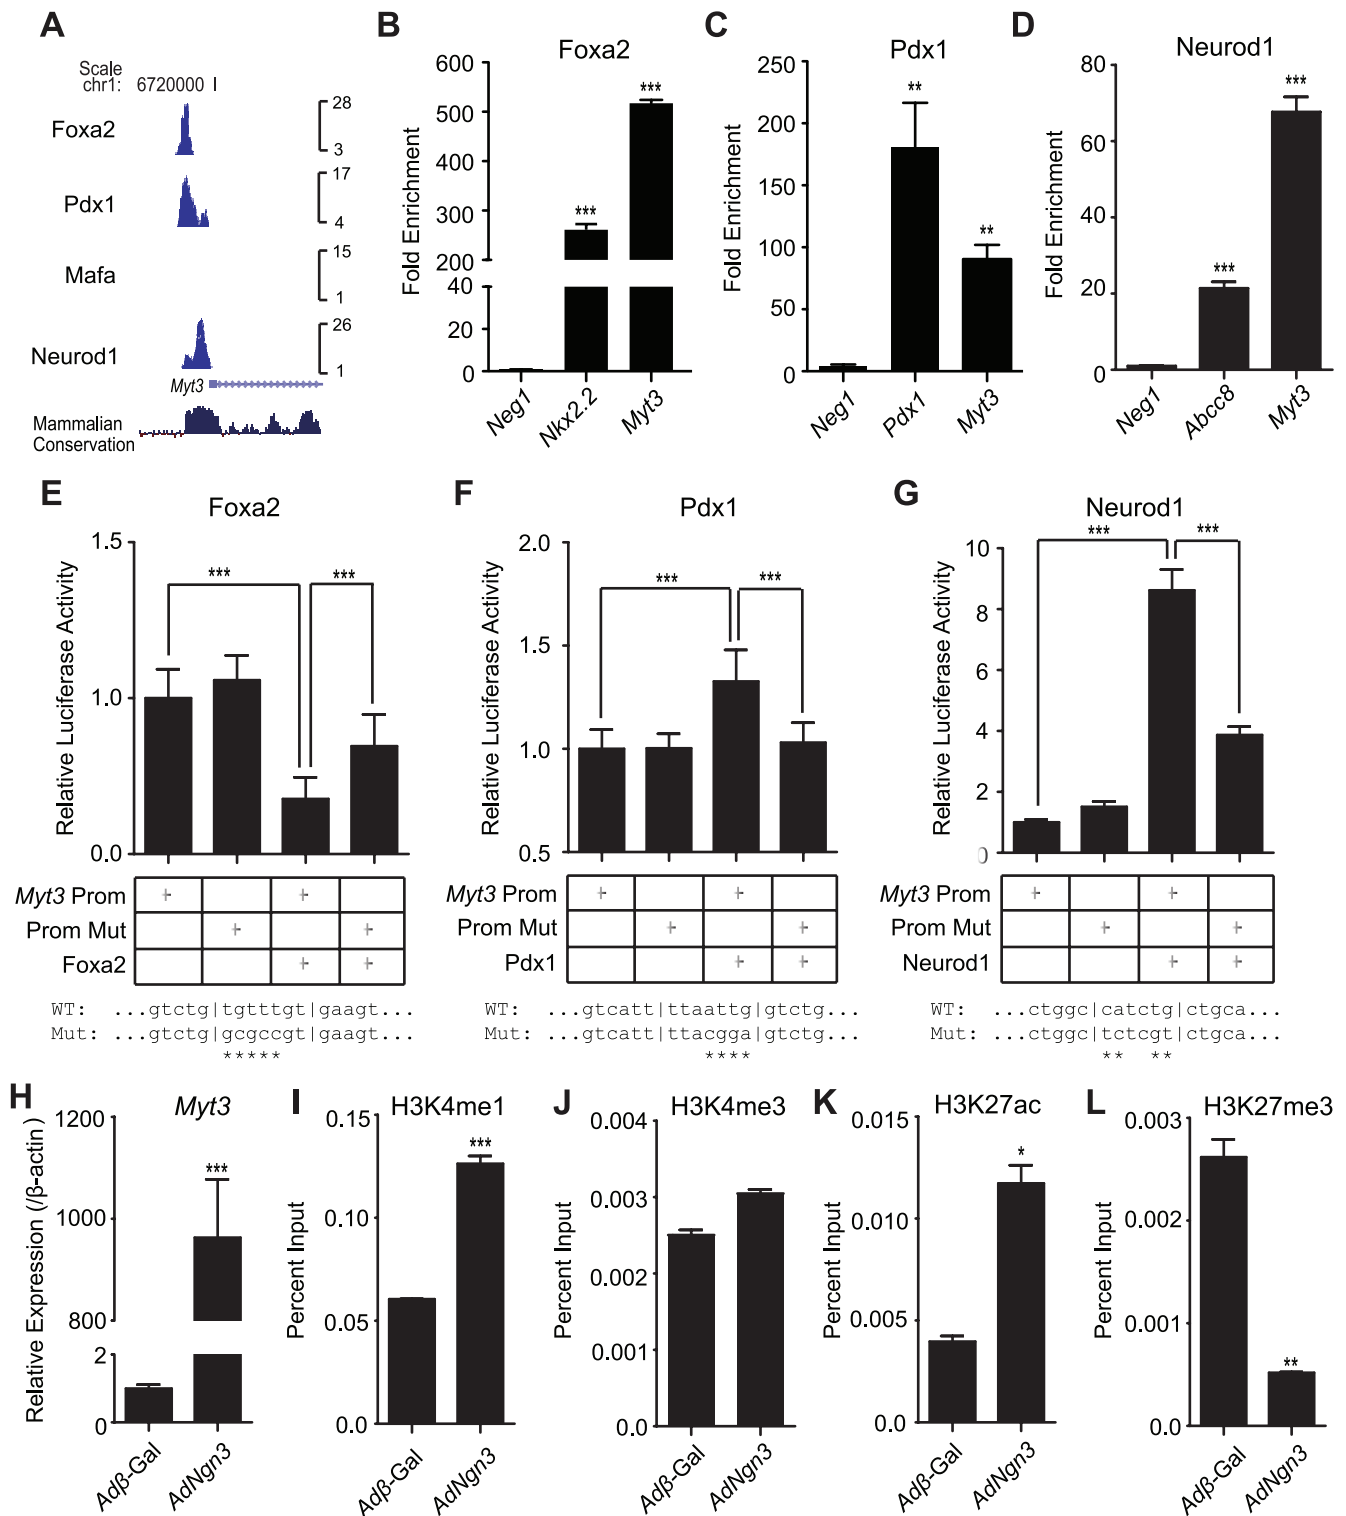 A
Scale
chr1: 6720000
Foxa2
28
3
Pdx1
17
4
Mafa
15
1
Neurod1
26
1
Myt3
Mammalian
Conservation
B
Foxa2
Fold Enrichment
600
500
400
300
200
40
20
0
Neg1
Nkx2.2
Myt3
***
***
C
Pdx1
Fold Enrichment
250
200
150
100
50
0
Neg1
Pdx1
Myt3
**
**
D
Neurod1
Fold Enrichment
80
60
40
20
0
Neg1
Abcc8
Myt3
***
***
E
Foxa2
Relative Luciferase Activity
1.5
1.0
0.0
*** ***
Myt3 Prom + +
Prom Mut + +
Foxa2 + +
WT: ...gtctg|tgtttgt|gaagt...
Mut: ...gtctg|gcgccgt|gaagt...
*****
F
Pdx1
Relative Luciferase Activity
2.0
1.5
1.0
0.5
*** ***
Myt3 Prom + +
Prom Mut + +
Pdx1 + +
WT: ...gtcatt|ttaattg|gtctg...
Mut: ...gtcatt|ttacgga|gtctg...
****
G
Neurod1
Relative Luciferase Activity
10
8
6
4
2
0
*** ***
Myt3 Prom + +
Prom Mut + +
Neurod1 + +
WT: ...ctggc|catctg|ctgca...
Mut: ...ctggc|tctcgt|ctgca...
** **
H
Myt3
Relative Expression (/β-actin)
1200
1000
800
2
0
***
Adβ-Gal
AdNgn3
I
H3K4me1
Percent Input
0.15
0.10
0.05
0.0
***
Adβ-Gal
AdNgn3
J
H3K4me3
Percent Input
0.004
0.003
0.002
0.001
0.0
Adβ-Gal
AdNgn3
K
H3K27ac
Percent Input
0.015
0.010
0.005
0.0
*
Adβ-Gal
AdNgn3
L
H3K27me3
Percent Input
0.003
0.002
0.001
0.0
**
Adβ-Gal
AdNgn3